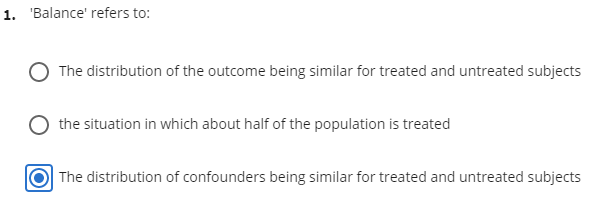 1. 'Balance' refers to:
The distribution of the outcome being similar for treated and untreated subjects
the situation in which about half of the population is treated
The distribution of confounders being similar for treated and untreated subjects